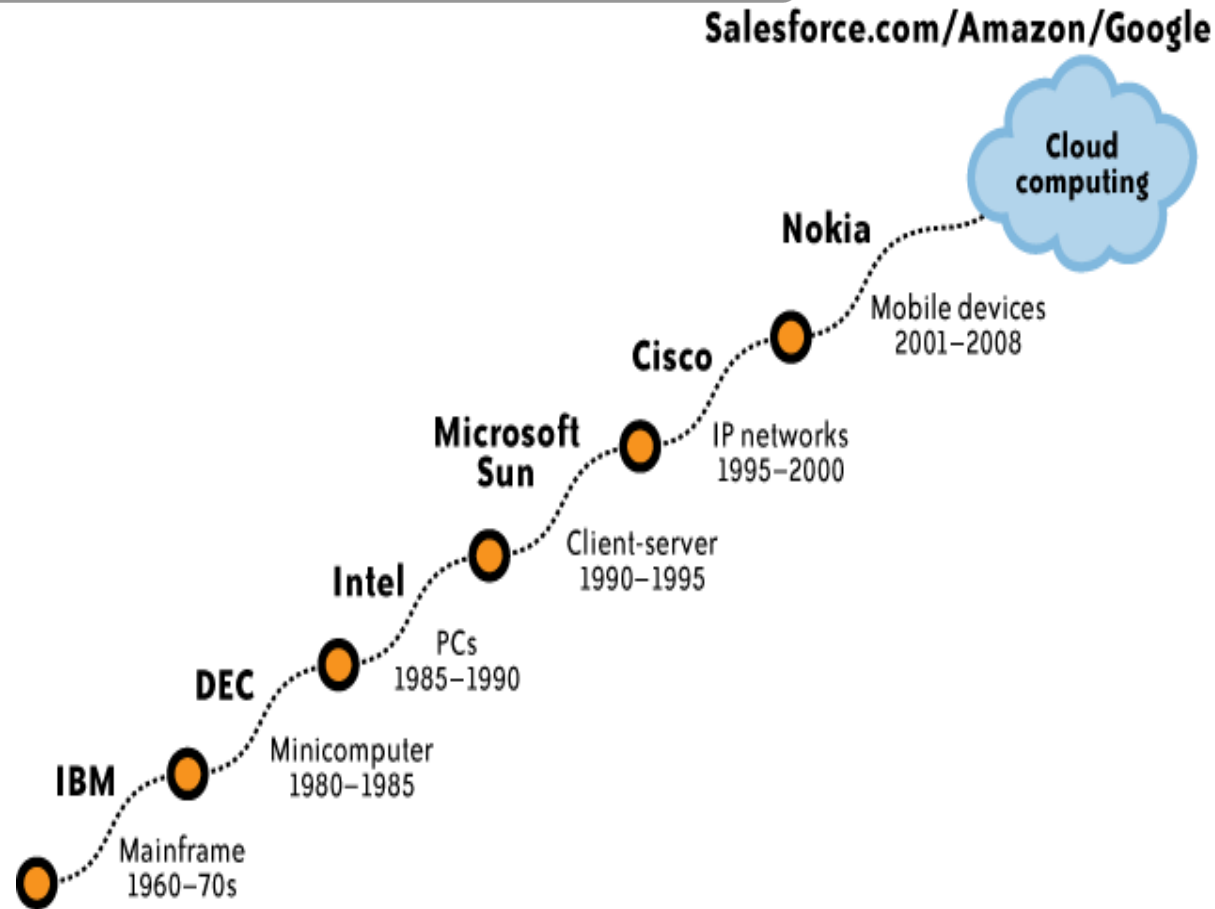 Salesforce.com/Amazon/Google
Cloud
computing
Nokia
Mobile devices
2001–2008
Cisco
IP networks
1995–2000
Microsoft
Sun
Client-server
1990–1995
Intel
PCs
1985–1990
DEC
Minicomputer
1980–1985
IBM
Mainframe
1960–70s